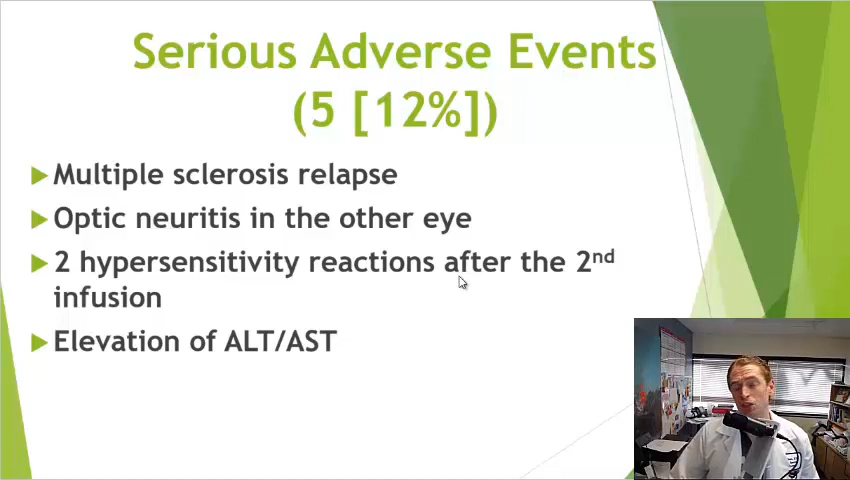 Serious Adverse Events
(5 [12%])
Multiple sclerosis relapse
Optic neuritis in the other eye
2 hypersensitivity reactions after the 2nd
infusion
Elevation of ALT/AST